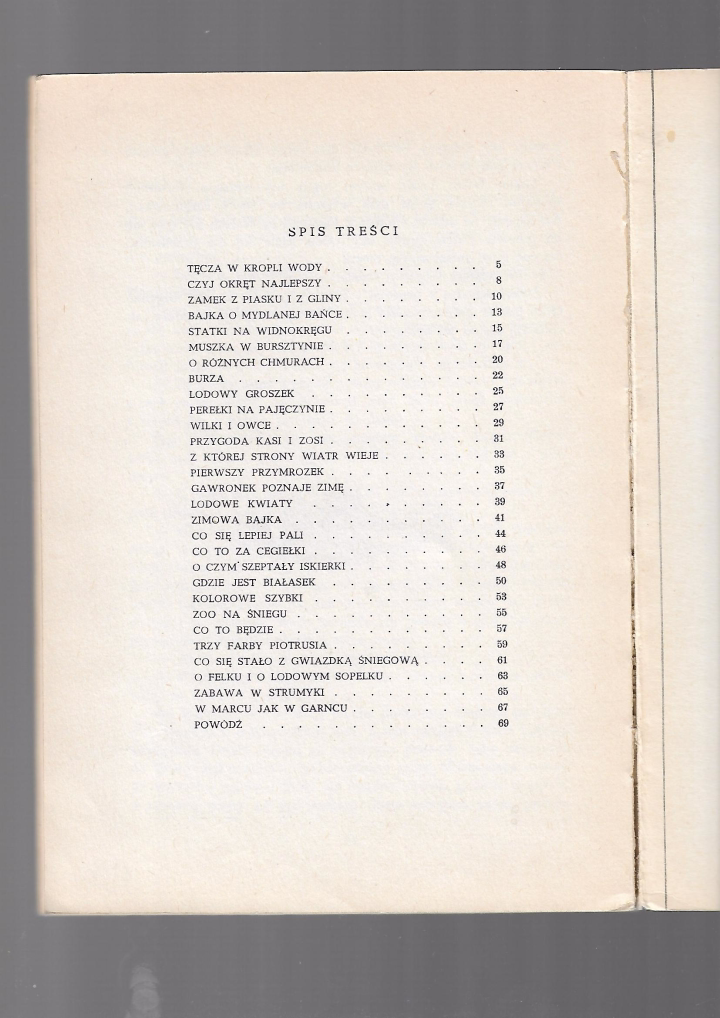 SPIS TREŚCI
TĘCZA W KROPLI WODY . . . . . . . . . 5
CZYJ OKRĘT NAJLEPSZY . . . . . . . . . 8
ZAMEK Z PIASKU I Z GLINY . . . . . . . . 10
BAJKA O MYDLANEJ BAŃCE . . . . . . . . 13
STATKI NA WIDNOKRĘGU . . . . . . . . 15
MUSZKA W BURSZTYNIE . . . . . . . . . 17
O RÓŻNYCH CHMURACH . . . . . . . . . 20
BURZA . . . . . . . . . . . . . . 22
LODOWY GROSZEK . . . . . . . . . . 25
PEREŁKI NA PAJĘCZYNIE . . . . . . . . . 27
WILKI I OWCE . . . . . . . . . . . . 29
PRZYGODA KASI I ZOSI . . . . . . . . . 31
Z KTÓREJ STRONY WIATR WIEJE . . . . . . 33
PIERWSZY PRZYMROZEK . . . . . . . . . 35
GAWRONEK POZNAJE ZIMĘ . . . . . . . . 37
LODOWE KWIATY . . . . . . . . . . 39
ZIMOWA BAJKA . . . . . . . . . . . 41
CO SIĘ LEPIEJ PALI . . . . . . . . . . 44
CO TO ZA CEGIEŁKI . . . . . . . . . . 46
O CZYM SZEPTAŁY ISKIERKI . . . . . . . . 48
GDZIE JEST BIAŁASEK . . . . . . . . . 50
KOLOROWE SZYBKI . . . . . . . . . . 53
ZOO NA ŚNIEGU . . . . . . . . . . . 55
CO TO BĘDZIE . . . . . . . . . . . . 57
TRZY FARBY PIOTRUSIA . . . . . . . . . 59
CO SIĘ STAŁO Z GWIAZDKĄ ŚNIEGOWĄ . . . . 61
O FELKU I O LODOWYM SOPELKU . . . . . . 63
ZABAWA W STRUMYKI . . . . . . . . . 65
W MARCU JAK W GARNCU . . . . . . . . 67
POWÓDŹ . . . . . . . . . . . . . 69